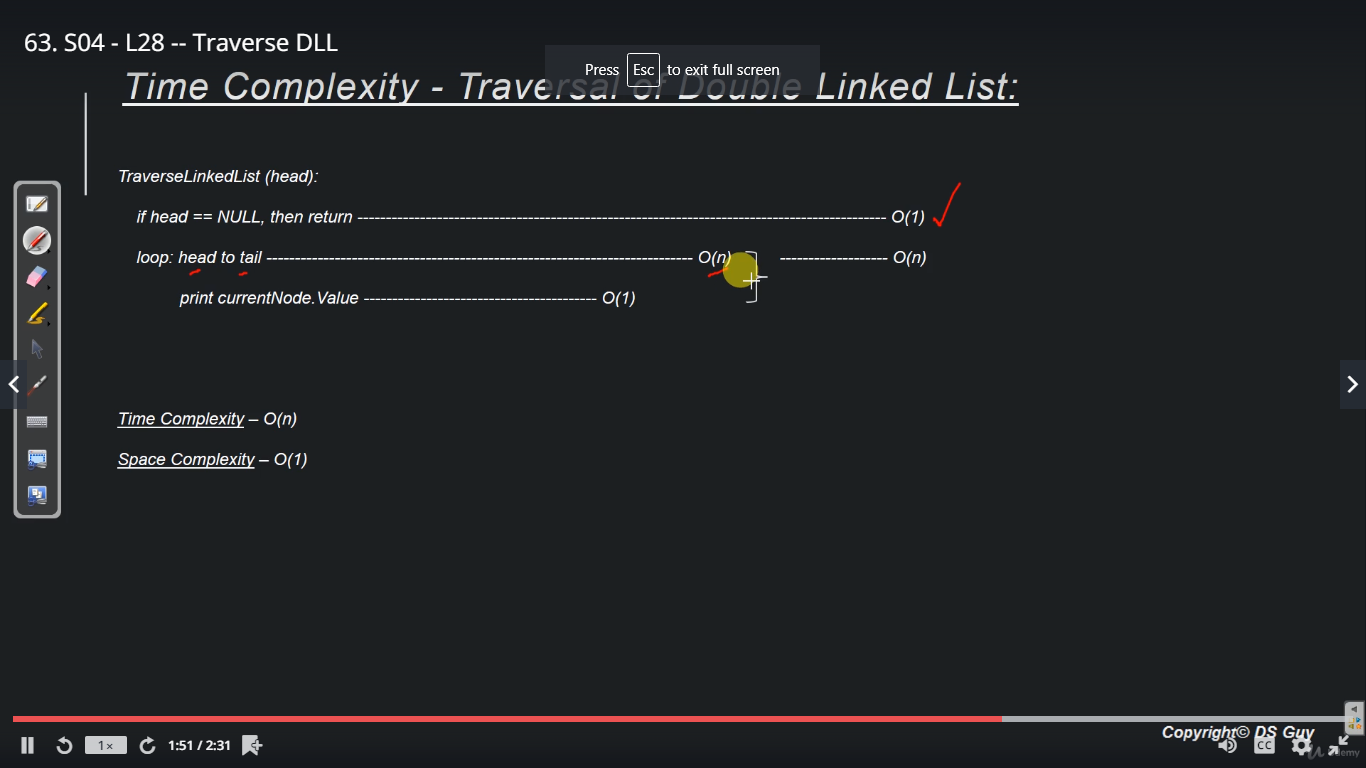 63. S04 - L28 -- Traverse DLL
Press Esc to exit full screen
Time Complexity - Traversal of Double Linked List:
TraverseLinkedList (head):
if head == NULL, then return ---------------------------------------------------------------------------------------------- O(1)
loop: head to tail ---------------------------------------------------------------------------- O(n) ------------------- O(n)
print currentNode.Value ----------------------------------------- O(1)
Time Complexity – O(n)
Space Complexity – O(1)
Copyright© DS Guy
1x 1:51 / 2:31 CC